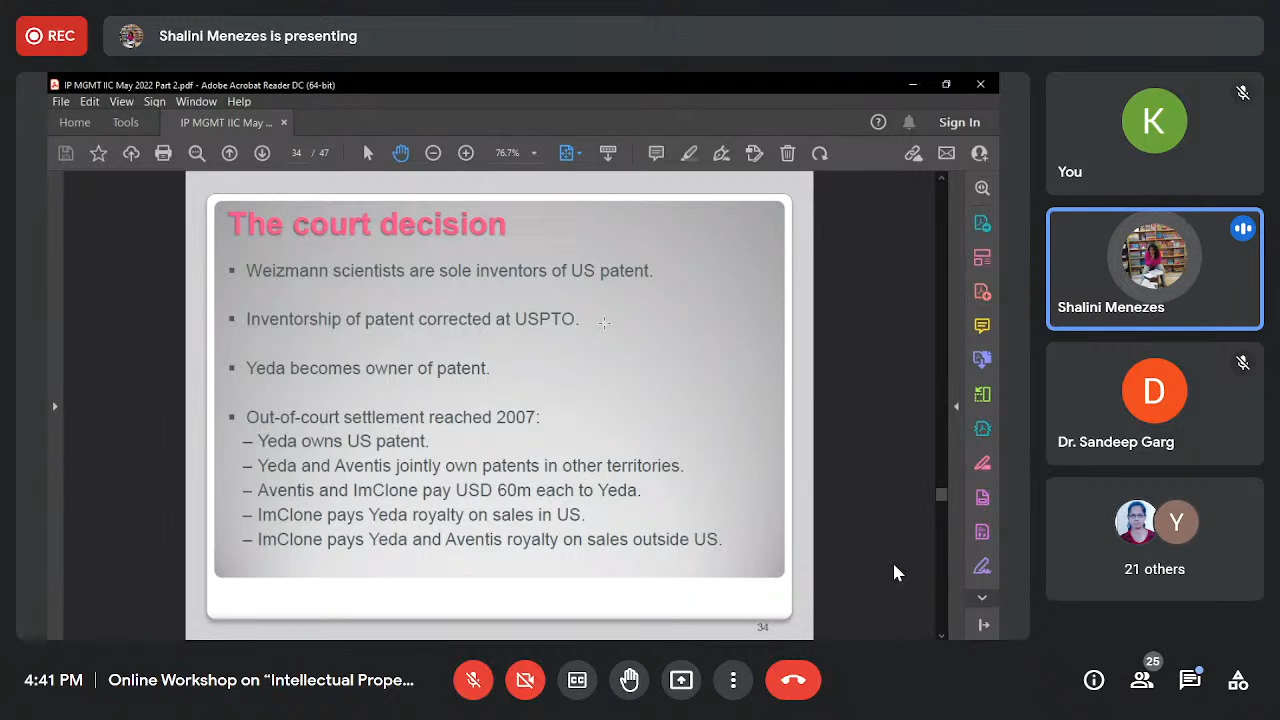 REC
Shalini Menezes is presenting
IP MGMT IIC May 2022 Part 2.pdf - Adobe Acrobat Reader DC (64-bit)
File Edit View Sign Window Help
Home Tools IP MGMT IIC May ... × Sign In
34 / 47 76.7%
The court decision
▪ Weizmann scientists are sole inventors of US patent.
▪ Inventorship of patent corrected at USPTO.
▪ Yeda becomes owner of patent.
▪ Out-of-court settlement reached 2007:
– Yeda owns US patent.
– Yeda and Aventis jointly own patents in other territories.
– Aventis and ImClone pay USD 60m each to Yeda.
– ImClone pays Yeda royalty on sales in US.
– ImClone pays Yeda and Aventis royalty on sales outside US.
34
K
You
Shalini Menezes
D
Dr. Sandeep Garg
Y
21 others
4:41 PM | Online Workshop on “Intellectual Prope...
25